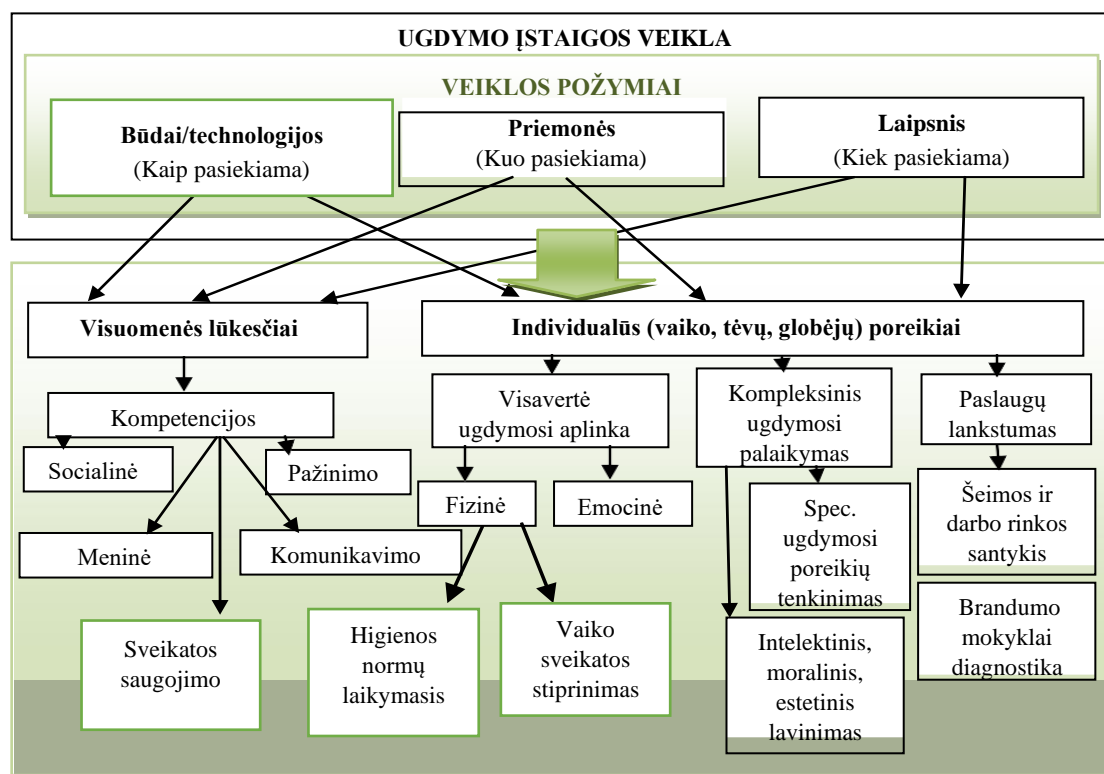 UGDYMO ĮSTAIGOS VEIKLA
VEIKLOS POŽYMIAI
Būdai/technologijos
(Kaip pasiekiama)
Priemonės
(Kuo pasiekiama)
Laipsnis
(Kiek pasiekiama)
Visuomenės lūkesčiai
Individualūs (vaiko, tėvų, globėjų) poreikiai
Kompetencijos
Socialinė
Pažinimo
Meninė
Komunikavimo
Sveikatos
saugojimo
Visavertė
ugdymosi aplinka
Fizinė
Emocinė
Higienos
normų
laikymasis
Vaiko
sveikatos
stiprinimas
Kompleksinis
ugdymosi
palaikymas
Spec.
ugdymosi
poreikių
tenkinimas
Intelektinis,
moralinis,
estetinis
lavinimas
Paslaugų
lankstumas
Šeimos ir
darbo rinkos
santykis
Brandumo
mokyklai
diagnostika